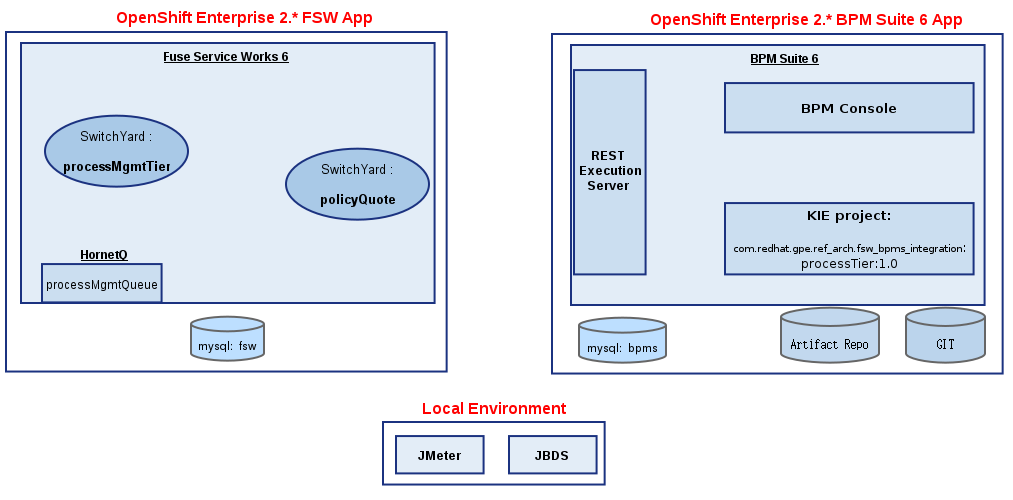 OpenShift Enterprise 2.* FSW App
Fuse Service Works 6
SwitchYard :
processMgmtTier
SwitchYard :
policyQuote
HornetQ
processMgmtQueue
mysql: fsw
OpenShift Enterprise 2.* BPM Suite 6 App
BPM Suite 6
REST
Execution
Server
BPM Console
KIE project:
com.redhat.gpe.ref_arch.fsw_bpms_integration:
processTier:1.0
mysql: bpms
Artifact Repo
GIT
Local Environment
JMeter
JBDS